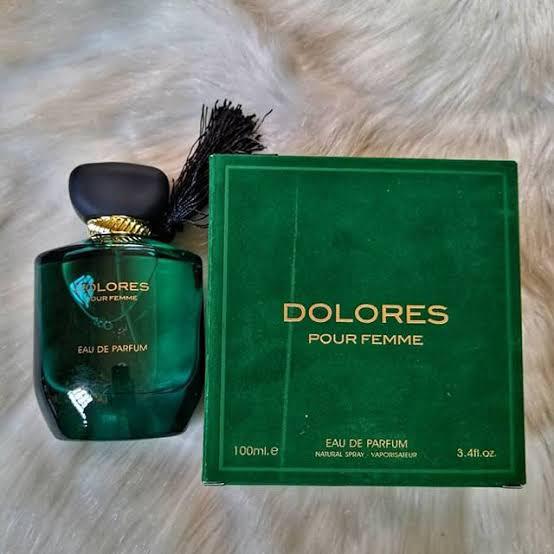 DOLORES
POUR FEMME
EAU DE PARFUM
DOLORES
POUR FEMME
100ml.e
EAU DE PARFUM
NATURAL SPRAY - VAPORISATEUR
3.4fl.oz.